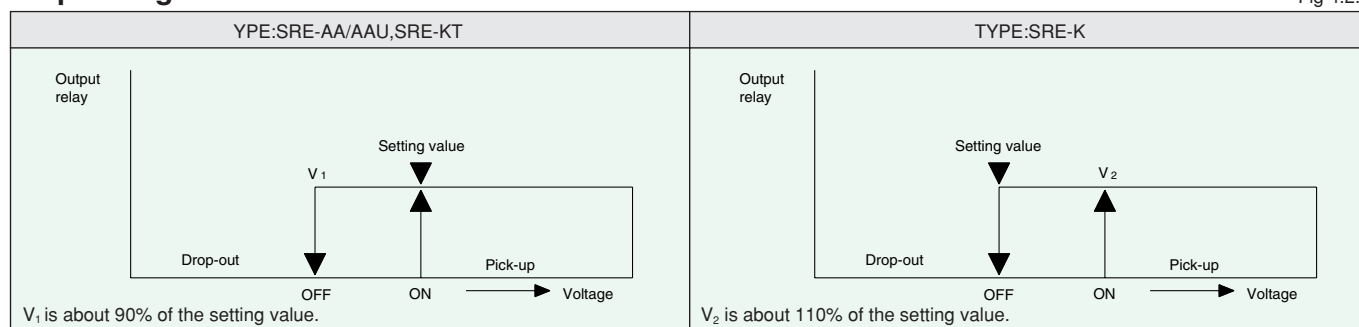 YPE:SRE-AA/AAU,SRE-KT
TYPE:SRE-K
Output
relay
Setting value
V1
Drop-out
Pick-up
OFF
ON
Voltage
V1 is about 90% of the setting value.
Output
relay
Setting value
V2
Drop-out
Pick-up
OFF
ON
Voltage
V2 is about 110% of the setting value.